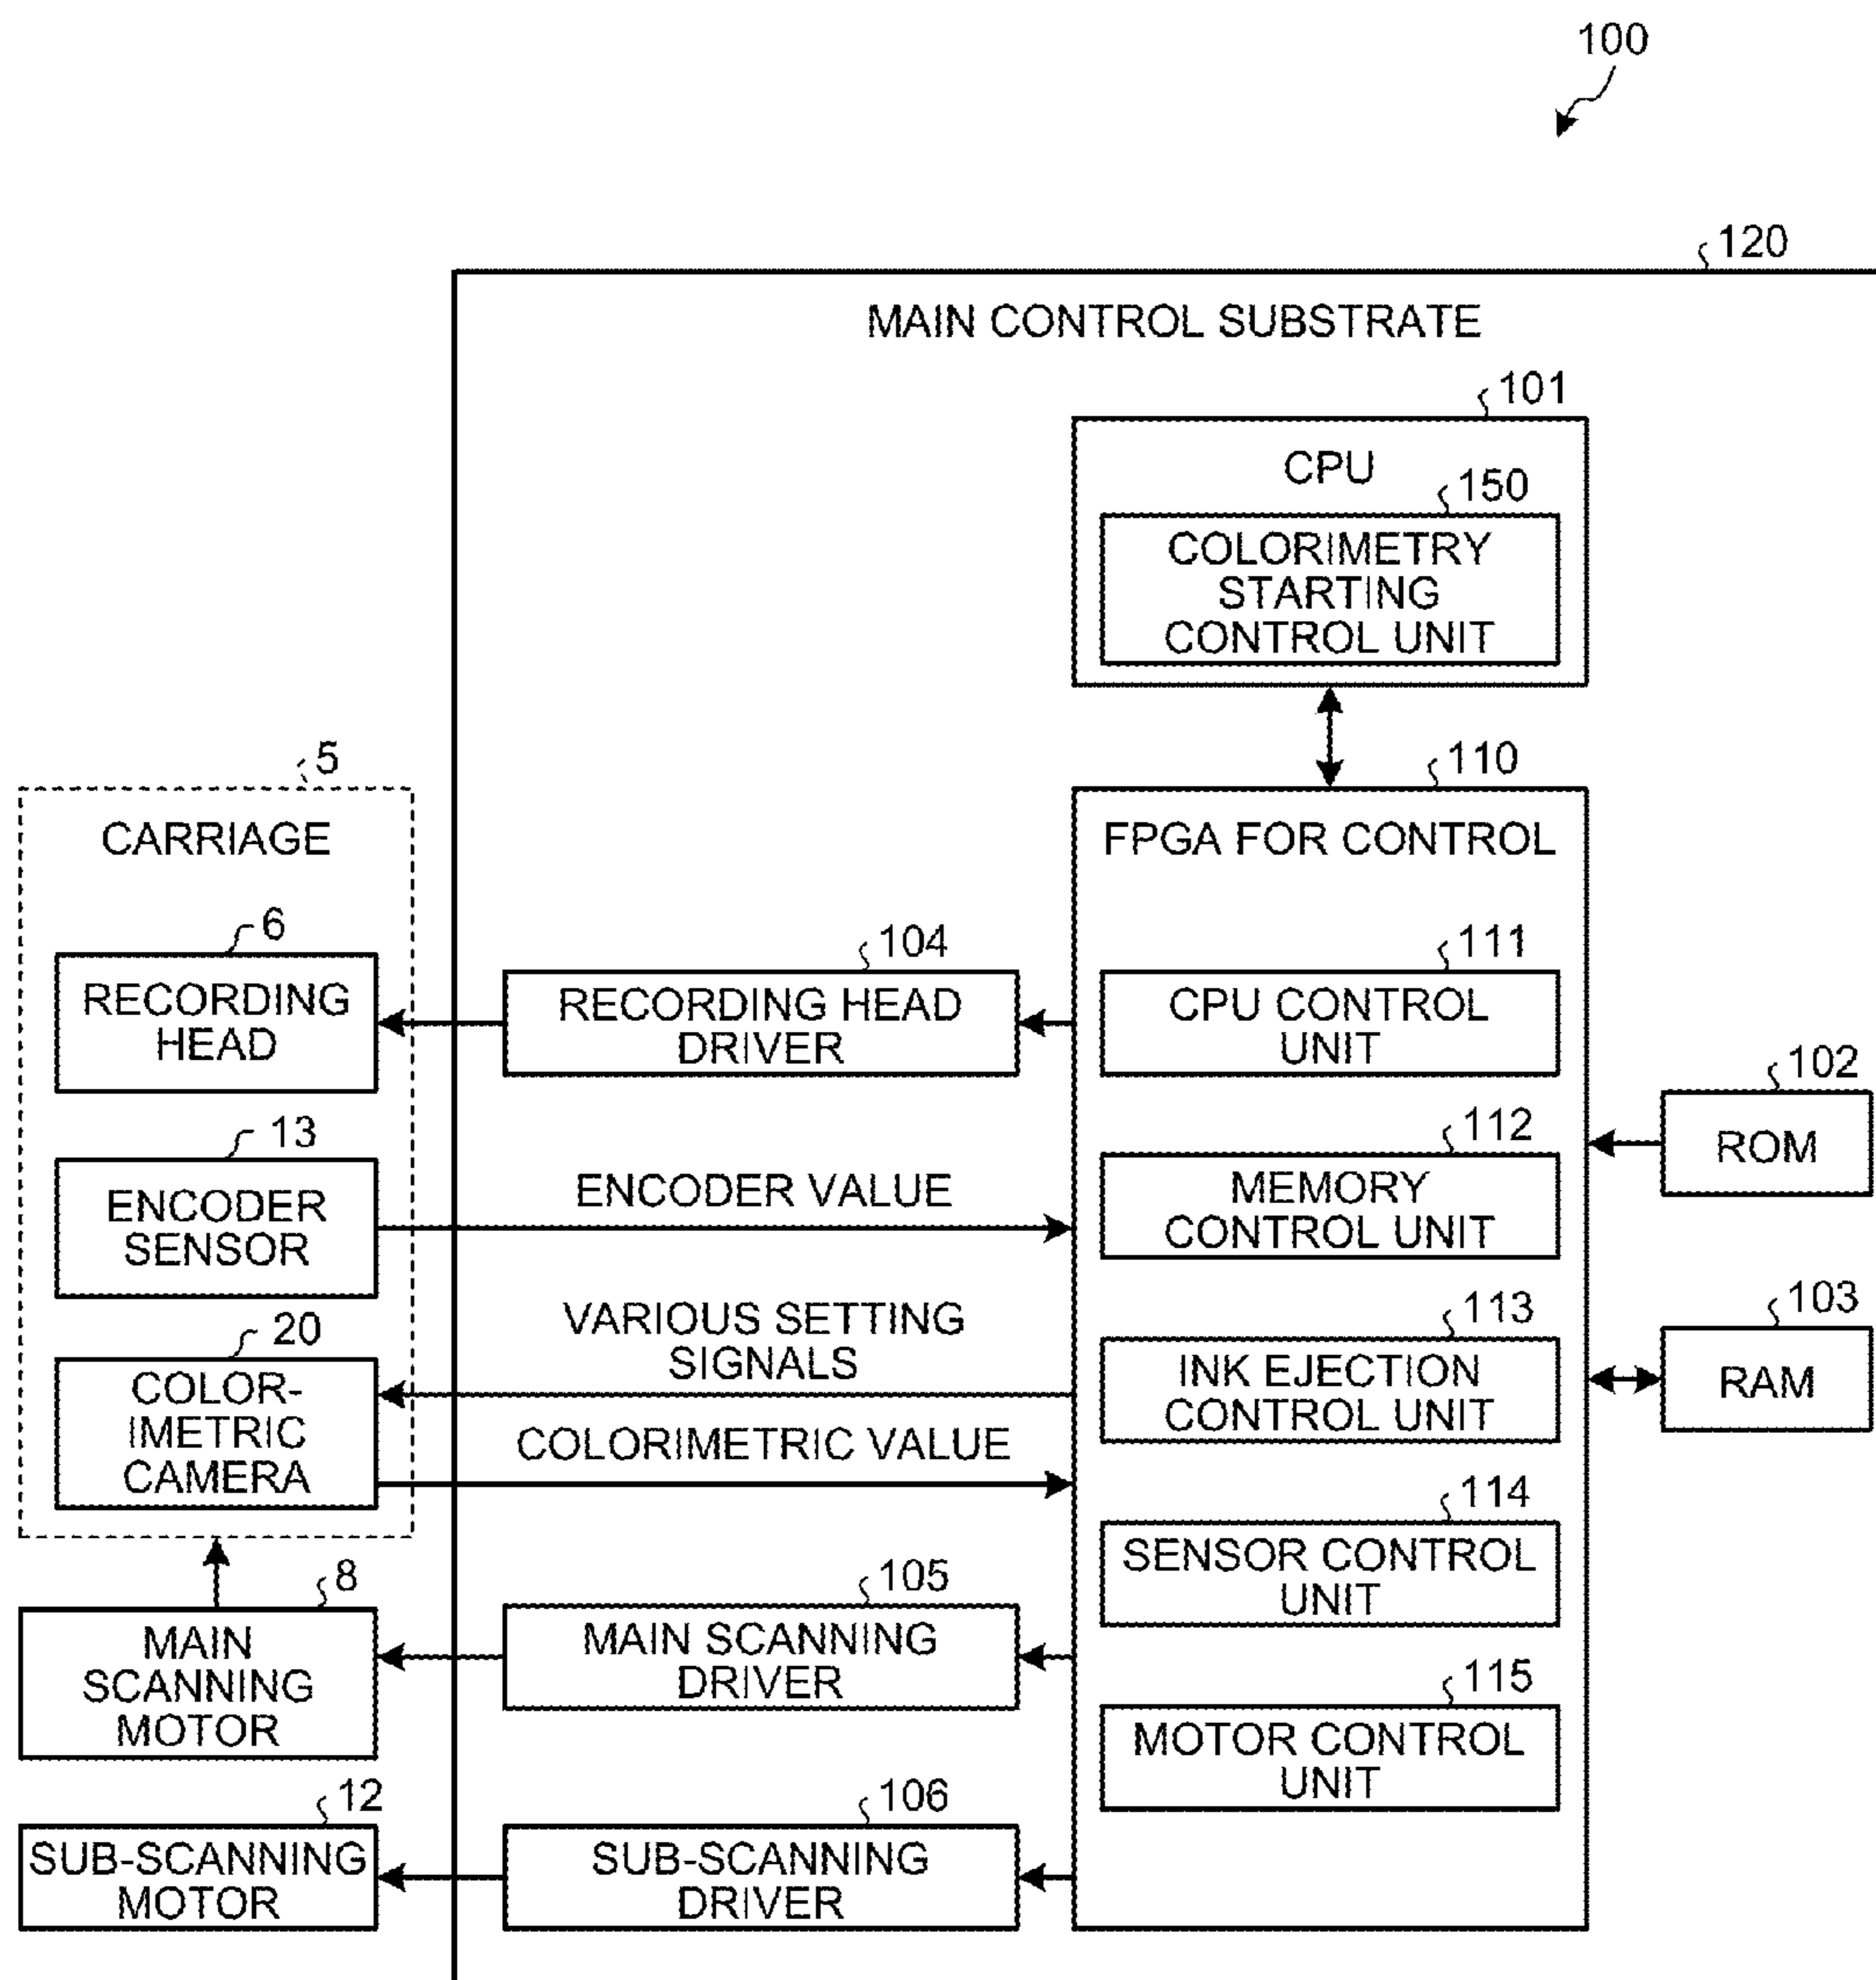 100
120
MAIN CONTROL SUBSTRATE
101
CPU
150
COLORIMETRY
STARTING
CONTROL UNIT
5
CARRIAGE
6
RECORDING
HEAD
13
ENCODER
SENSOR
20
COLOR-
IMETRIC
CAMERA
8
MAIN
SCANNING
MOTOR
12
SUB-SCANNING
MOTOR
104
RECORDING HEAD
DRIVER
ENCODER VALUE
VARIOUS SETTING
SIGNALS
COLORIMETRIC VALUE
105
MAIN SCANNING
DRIVER
106
SUB-SCANNING
DRIVER
110
FPGA FOR CONTROL
111
CPU CONTROL
UNIT
112
MEMORY
CONTROL UNIT
113
INK EJECTION
CONTROL UNIT
114
SENSOR CONTROL
UNIT
115
MOTOR CONTROL
UNIT
102
ROM
103
RAM